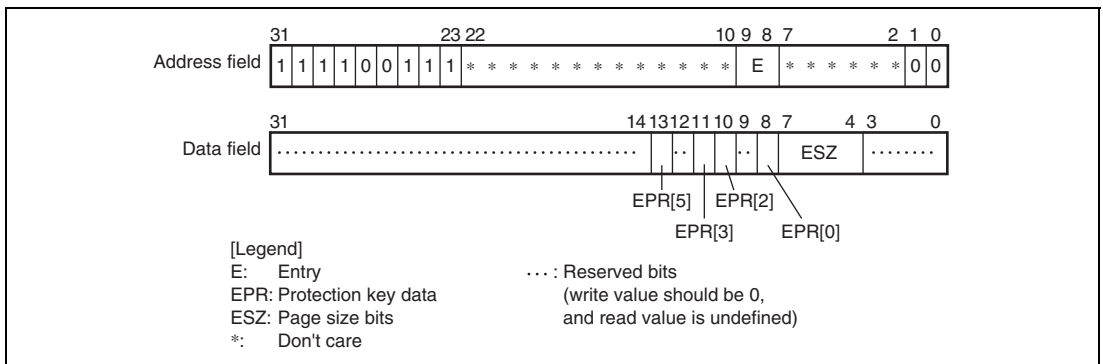 31 23 22 10 9 8 7 2 1 0
Address field 1 1 1 1 0 0 1 1 1 * * * * * * * * * * * * * E * * * * * * 0 0
31 14 13 12 11 10 9 8 7 4 3 0
Data field ESZ
EPR[5] EPR[2]
EPR[3] EPR[0]
[Legend]
E: Entry ··· : Reserved bits
EPR: Protection key data (write value should be 0,
ESZ: Page size bits and read value is undefined)
*: Don't care